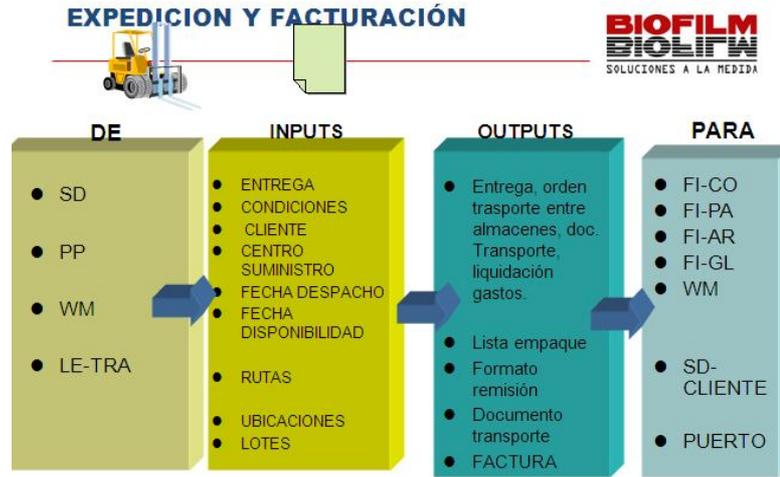 EXPEDICION Y FACTURACIÓN
BIOFILM
SOLUCIONES A LA MEDIDA
DE
SD
PP
WM
LE-TRA
INPUTS
ENTREGA
CONDICIONES
CLIENTE
CENTRO
SUMINISTRO
FECHA DESPACHO
FECHA
DISPONIBILIDAD
RUTAS
UBICACIONES
LOTES
OUTPUTS
Entrega, orden
trasporte entre
almacenes, doc.
Transporte,
liquidación
gastos.
Lista empaque
Formato
remisión
Documento
transporte
FACTURA
PARA
FI-CO
FI-PA
FI-AR
FI-GL
WM
SD-
CLIENTE
PUERTO